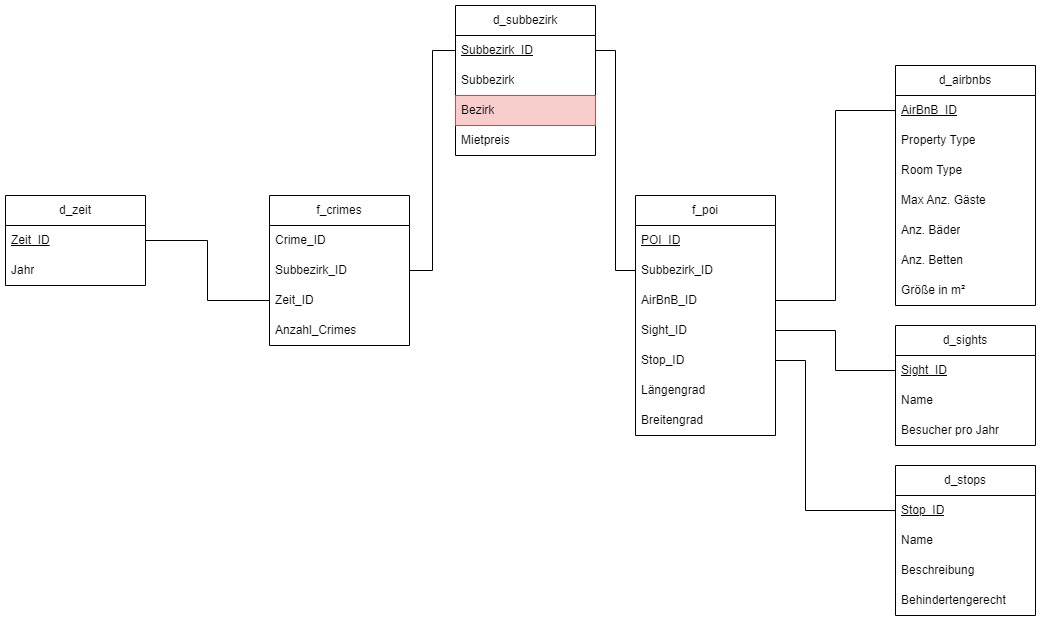 d_subbezirk
Subbezirk_ID
Subbezirk
Bezirk
Mietpreis
d_zeit
Zeit_ID
Jahr
f_crimes
Crime_ID
Subbezirk_ID
Zeit_ID
Anzahl_Crimes
f_poi
POI_ID
Subbezirk_ID
AirBnB_ID
Sight_ID
Stop_ID
Längengrad
Breitengrad
d_airbnbs
AirBnB_ID
Property Type
Room Type
Max Anz. Gäste
Anz. Bäder
Anz. Betten
Größe in m²
d_sights
Sight_ID
Name
Besucher pro Jahr
d_stops
Stop_ID
Name
Beschreibung
Behindertengerecht